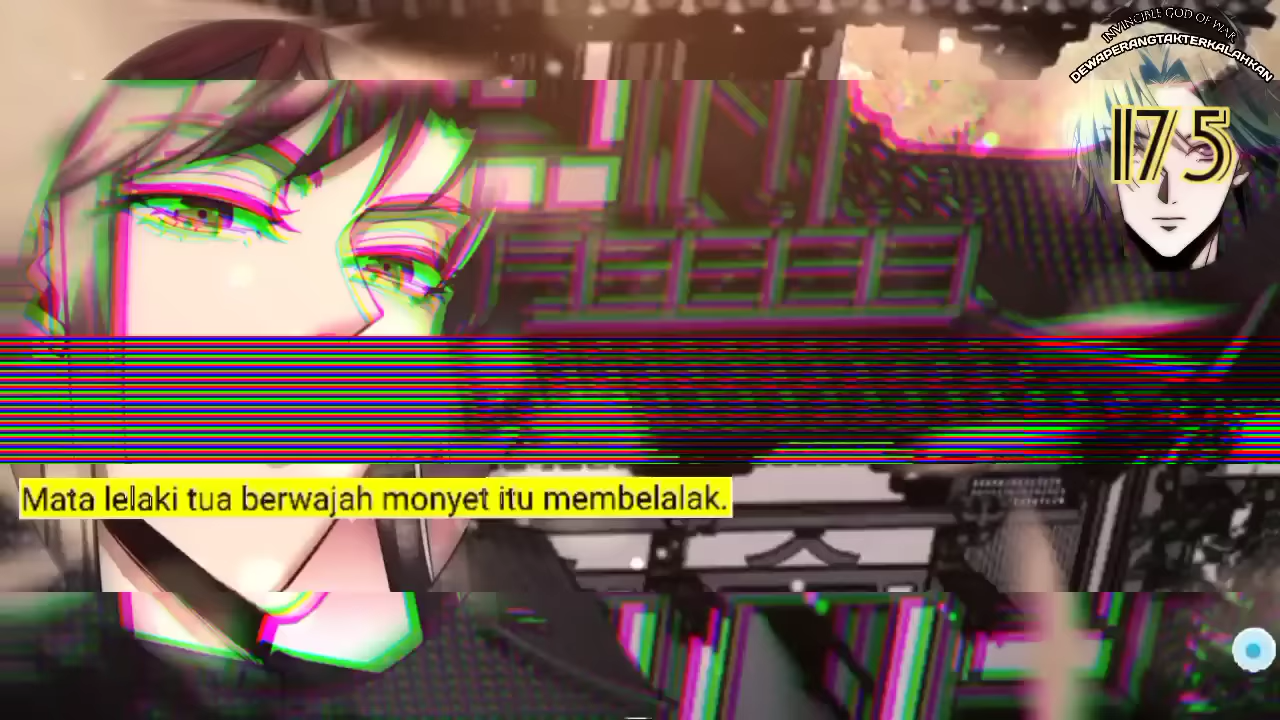 INVINCIBLE GOD OF WAR
DEWAPERANGTAKTERKALAHKAN
175
Mata lelaki tua berwajah monyet itu membelalak.